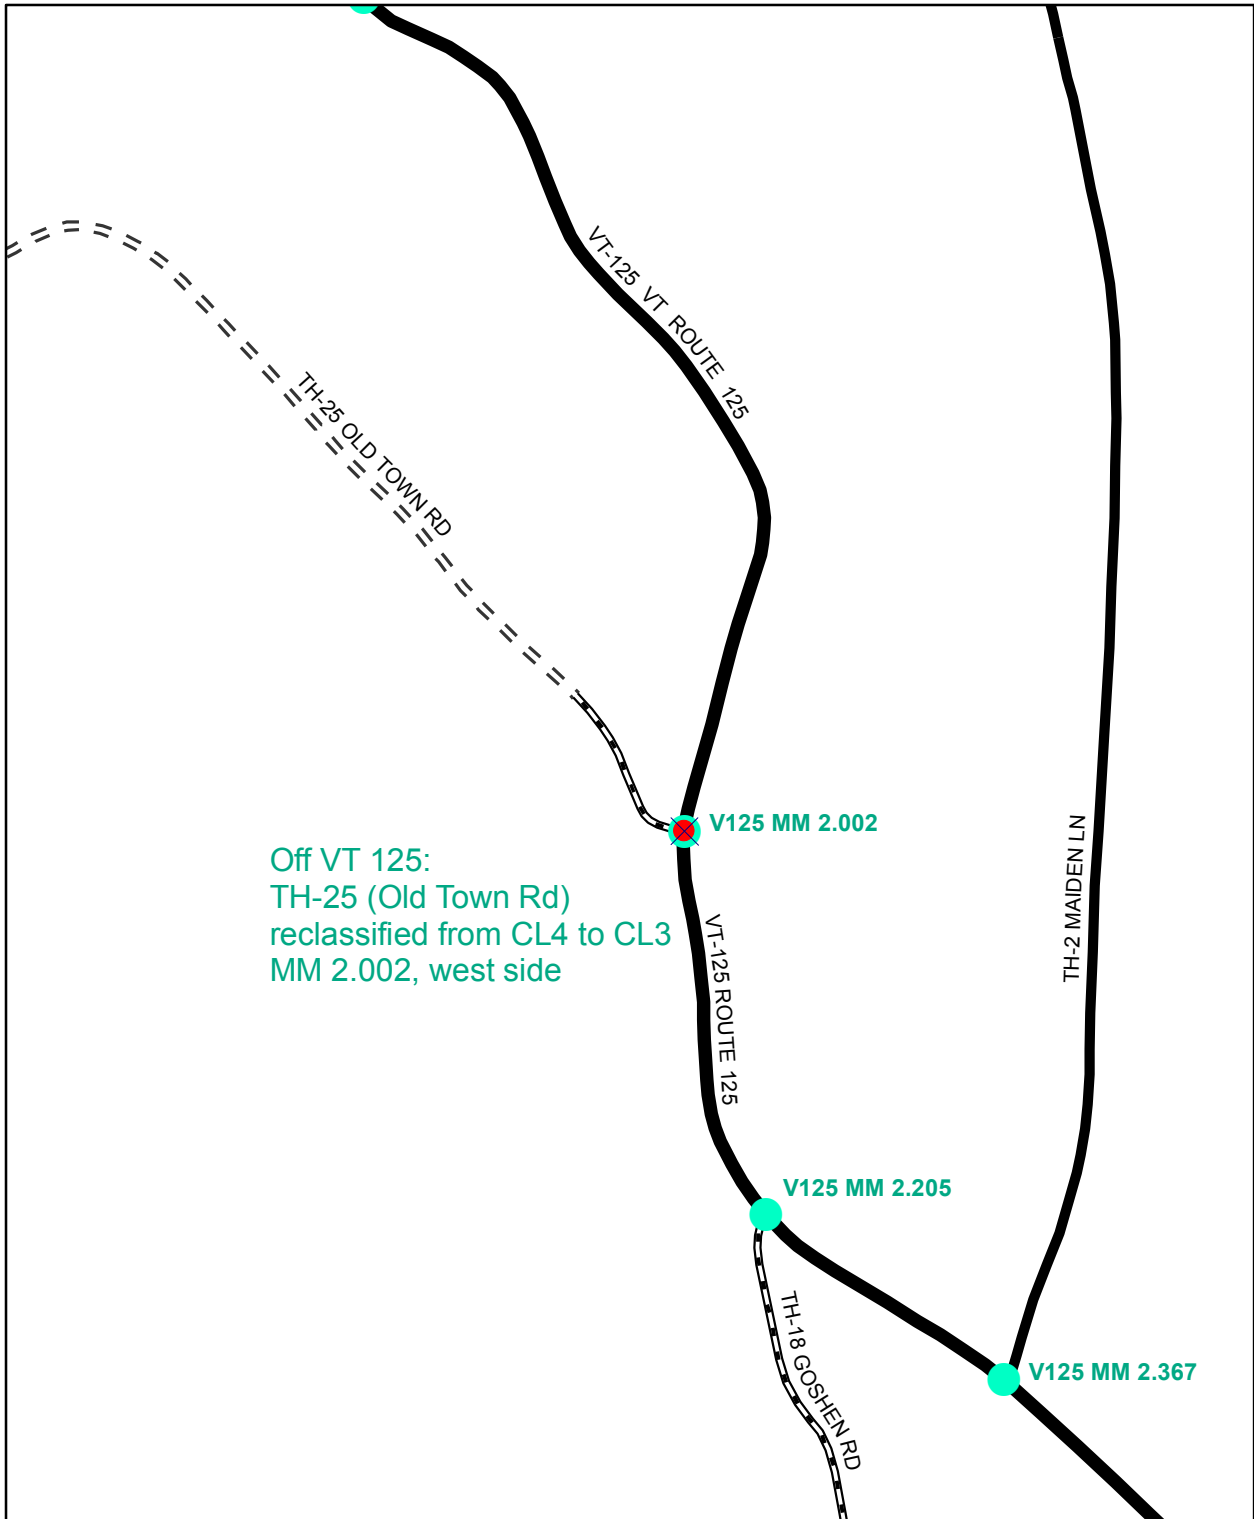 VT-125 VT ROUTE 125
TH-25 OLD TOWN RD
V125 MM 2.002
Off VT 125:
TH-25 (Old Town Rd)
reclassified from CL4 to CL3
MM 2.002, west side
TH-2 MAIDEN LN
VT-125 ROUTE 125
V125 MM 2.205
TH-18 GOSHEN RD
V125 MM 2.367